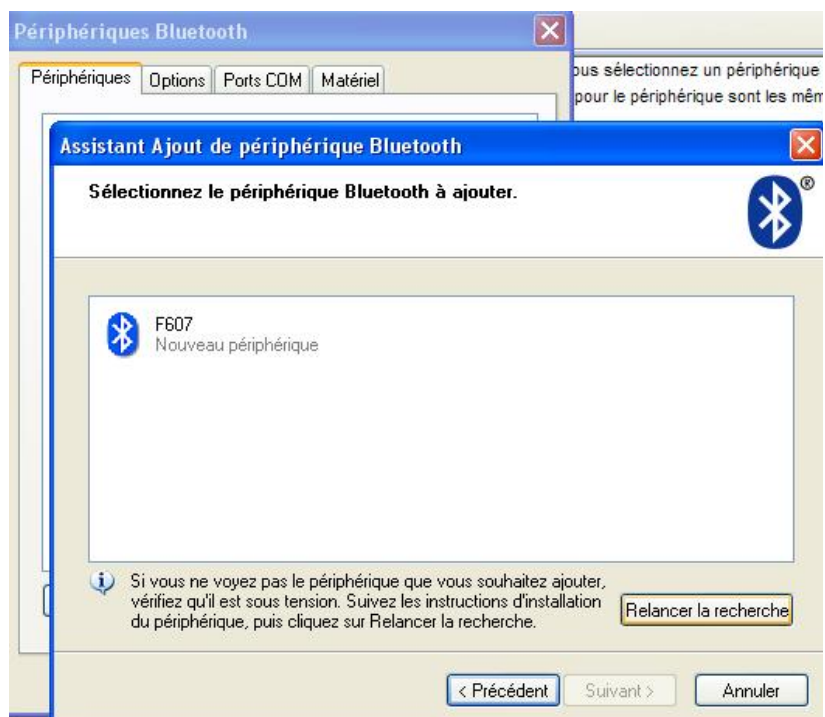 Périphériques Bluetooth
Périphériques
Options
Ports COM
Matériel
ous sélectionnez un périphérique
pour le périphérique sont les mêm
Assistant Ajout de périphérique Bluetooth
Sélectionnez le périphérique Bluetooth à ajouter.
®
F607
Nouveau périphérique
Si vous ne voyez pas le périphérique que vous souhaitez ajouter,
vérifiez qu'il est sous tension. Suivez les instructions d'installation
du périphérique, puis cliquez sur Relancer la recherche.
Relancer la recherche
< Précédent
Suivant >
Annuler